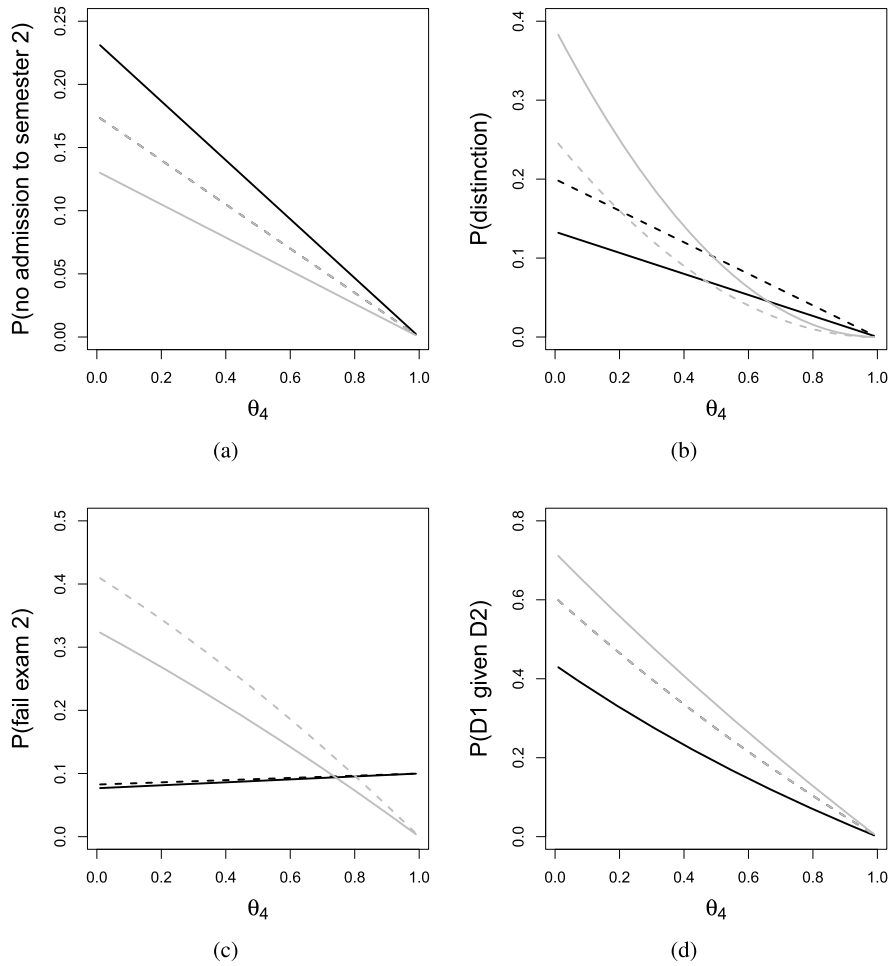 P(no admission to semester 2)
0.25
0.20
0.15
0.10
0.05
0.00
0.0 0.2 0.4 0.6 0.8 1.0
θ4
(a)
P(distinction)
0.4
0.3
0.2
0.1
0.0
0.0 0.2 0.4 0.6 0.8 1.0
θ4
(b)
P(fail exam 2)
0.5
0.4
0.3
0.2
0.1
0.0
0.0 0.2 0.4 0.6 0.8 1.0
θ4
(c)
P(D1 given D2)
0.8
0.6
0.4
0.2
0.0
0.0 0.2 0.4 0.6 0.8 1.0
θ4
(d)